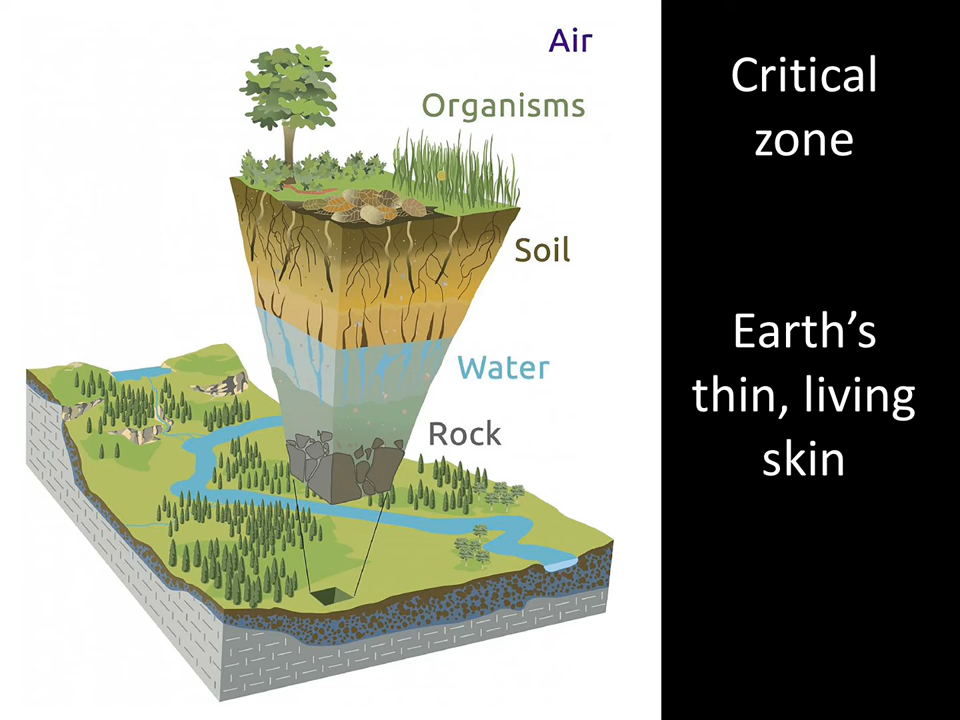 Air
Organisms
Soil
Water
Rock
Critical
zone
Earth’s
thin, living
skin